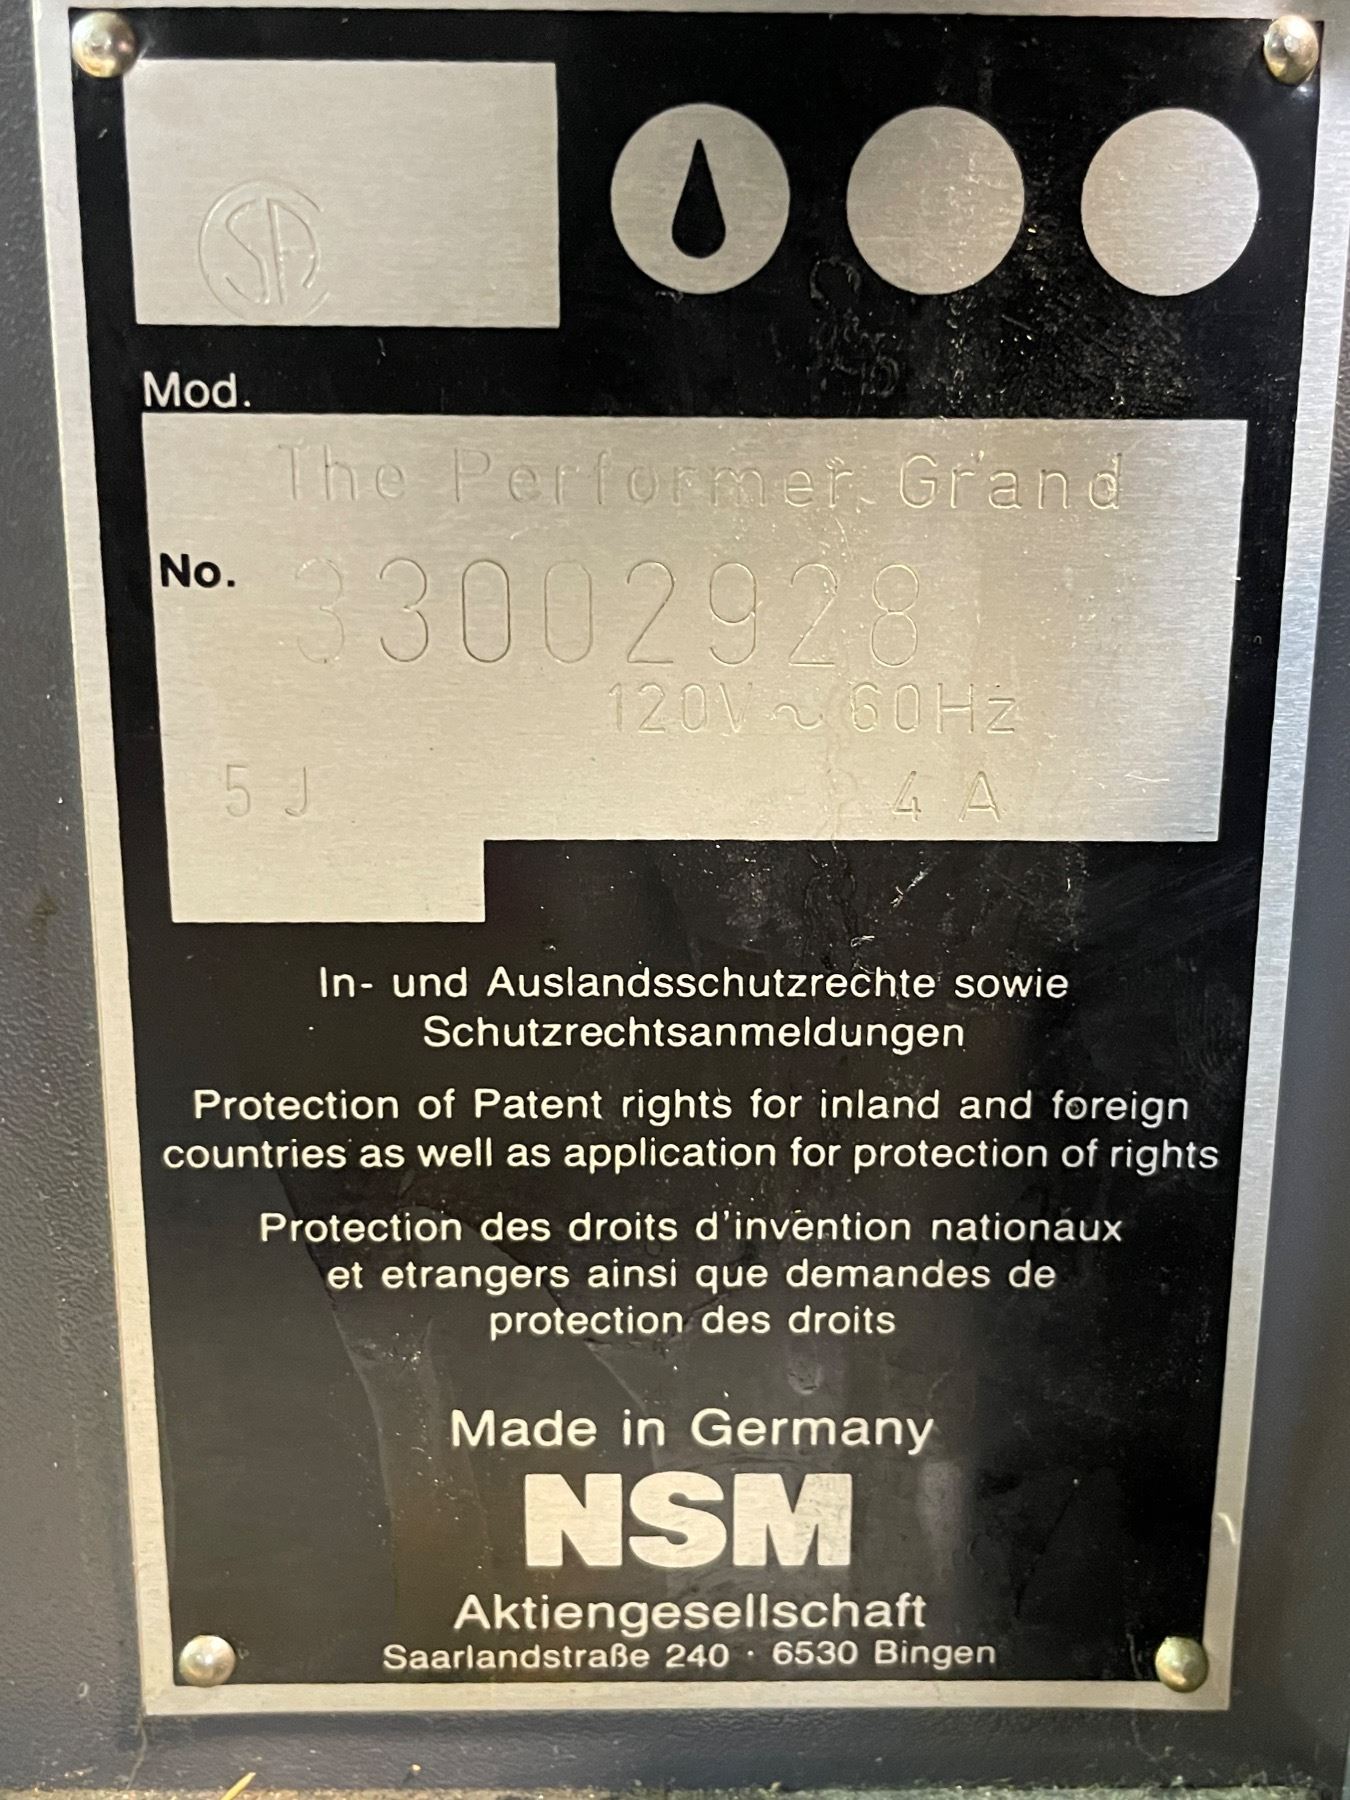 SA
Mod.
The Performer Grand
No. 33002928
120V ~ 60Hz
5 J 4 A
In- und Auslandsschutzrechte sowie
Schutzrechtsanmeldungen
Protection of Patent rights for inland and foreign
countries as well as application for protection of rights
Protection des droits d'invention nationaux
et etrangers ainsi que demandes de
protection des droits
Made in Germany
NSM
Aktiengesellschaft
Saarlandstraße 240 · 6530 Bingen